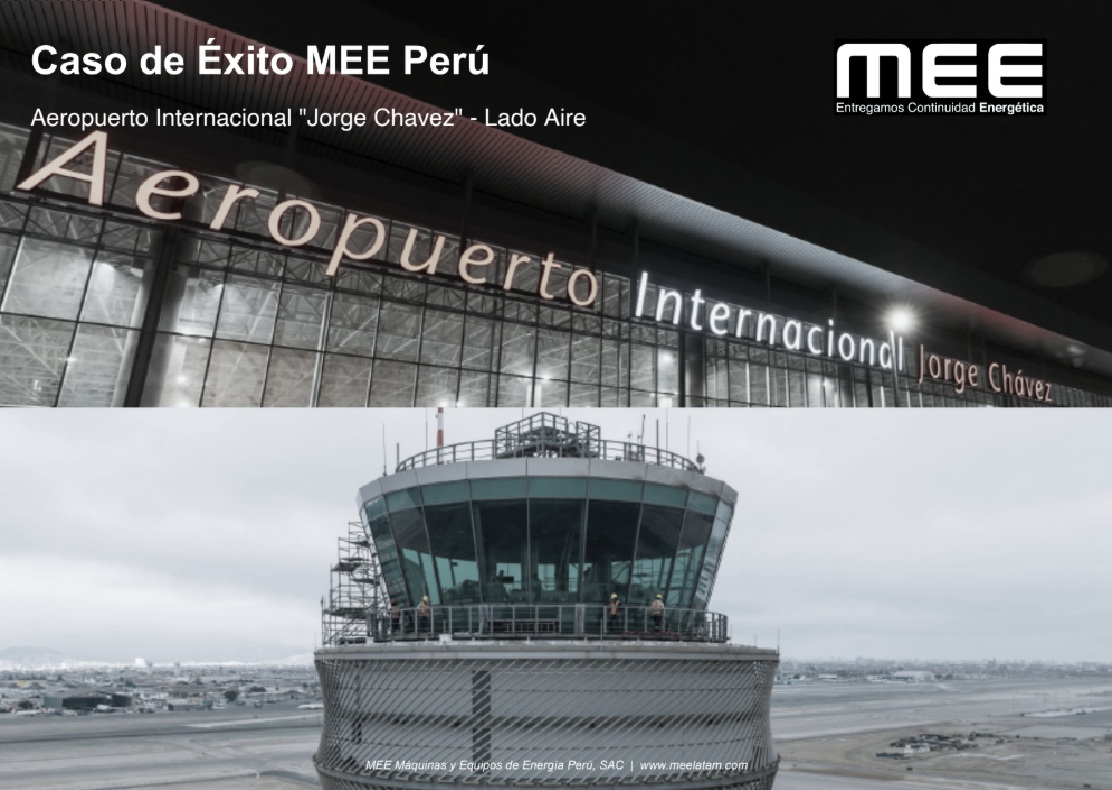 Caso de Éxito MEE Perú
MEE
Entregamos Continuidad Energética
Aeropuerto Internacional "Jorge Chavez" - Lado Aire
Aeropuerto Internacional Jorge Chávez
MEE Máquinas y Equipos de Energía Perú, SAC | www.meelatam.com